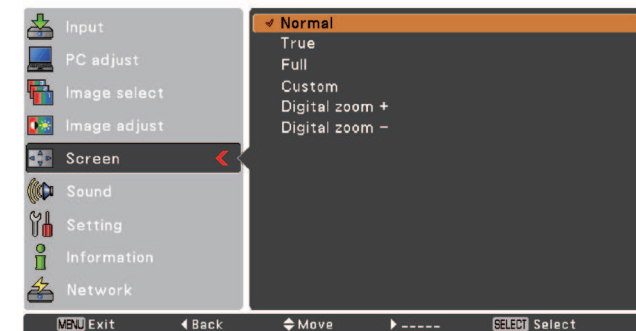 Input
PC adjust
Image select
Image adjust
Screen
Sound
Setting
Information
Network
Normal
True
Full
Custom
Digital zoom +
Digital zoom –
MENU Exit
Back
Move
-----
SELECT Select